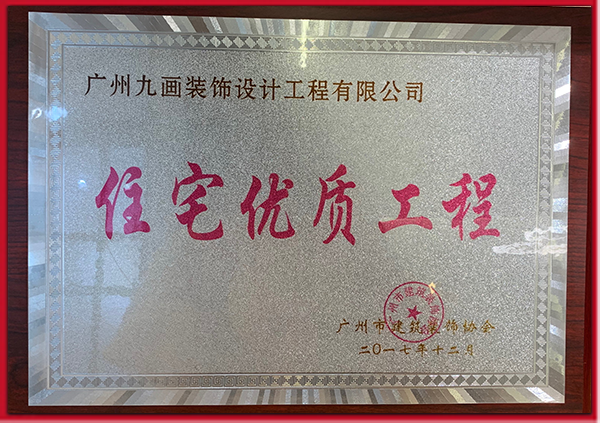 广州九画装饰设计工程有限公司
住宅优质工程
广州市建筑装饰协会
二〇一七年十二月